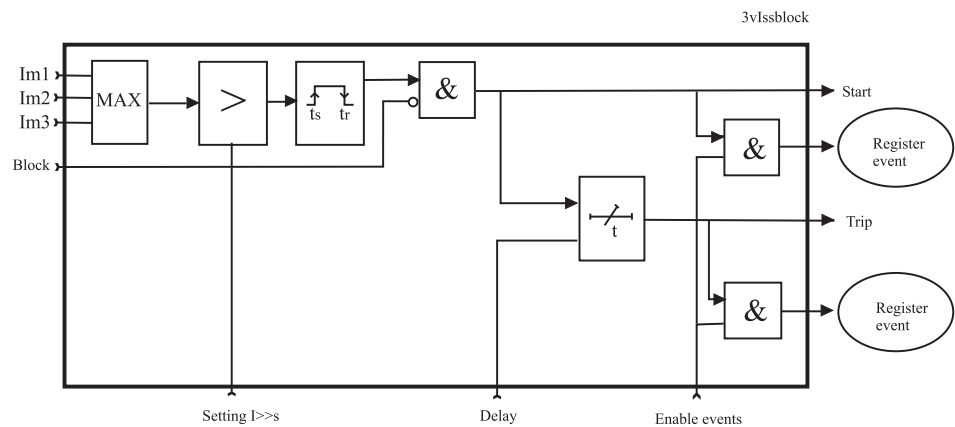 3vIssblock
Im1
Im2
Im3
MAX
>
ts tr
&
Start
Block
&
Register
event
t
Trip
&
Register
event
Setting I>>s
Delay
Enable events